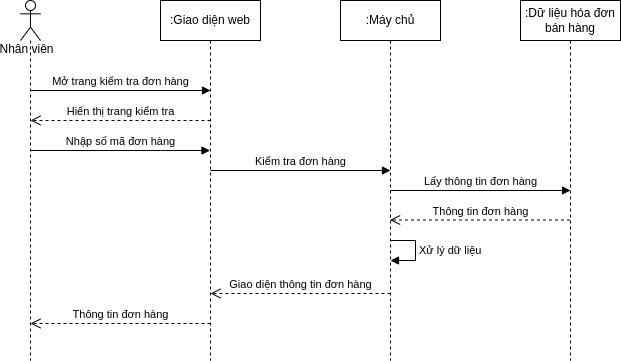 :Giao diện web
:Máy chủ
:Dữ liệu hóa đơn
bán hàng
Nhân viên
Mở trang kiểm tra đơn hàng
Hiển thị trang kiểm tra
Nhập số mã đơn hàng
Kiểm tra đơn hàng
Lấy thông tin đơn hàng
Thông tin đơn hàng
Xử lý dữ liệu
Giao diện thông tin đơn hàng
Thông tin đơn hàng